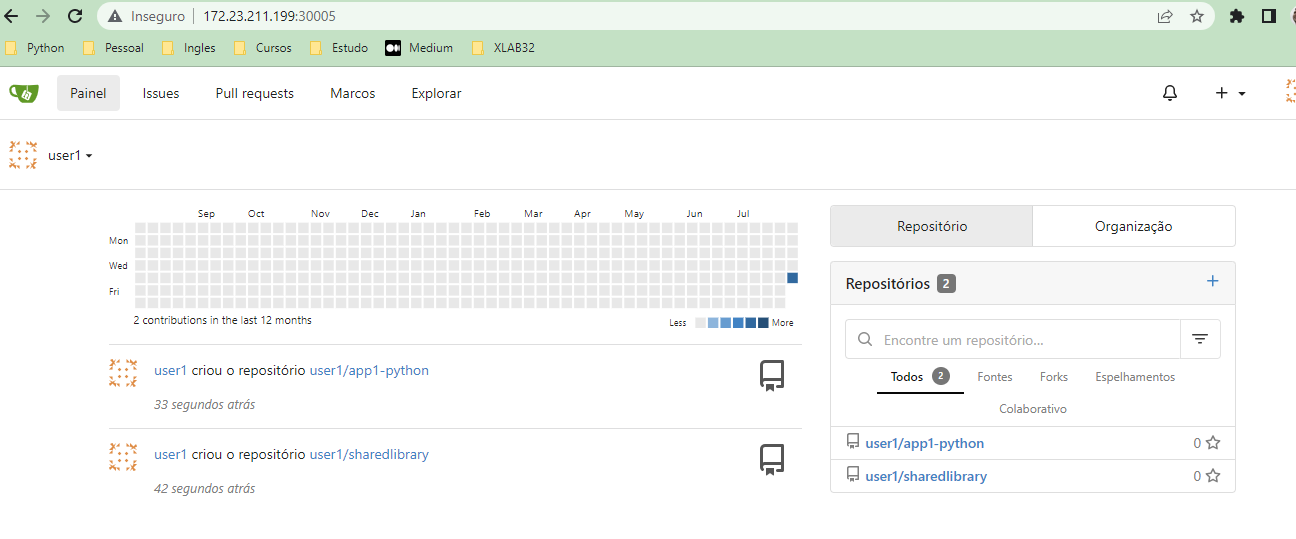 Inseguro 172.23.211.199:30005
Python Pessoal Ingles Cursos Estudo Medium XLAB32
Painel Issues Pull requests Marcos Explorar
user1
Sep Oct Nov Dec Jan Feb Mar Apr May Jun Jul
Mon
Wed
Fri
2 contributions in the last 12 months Less More
user1 criou o repositório user1/app1-python
33 segundos atrás
user1 criou o repositório user1/sharedlibrary
42 segundos atrás
Repositório Organização
Repositórios 2
Encontre um repositório...
Todos 2 Fontes Forks Espelhamentos
Colaborativo
user1/app1-python 0
user1/sharedlibrary 0